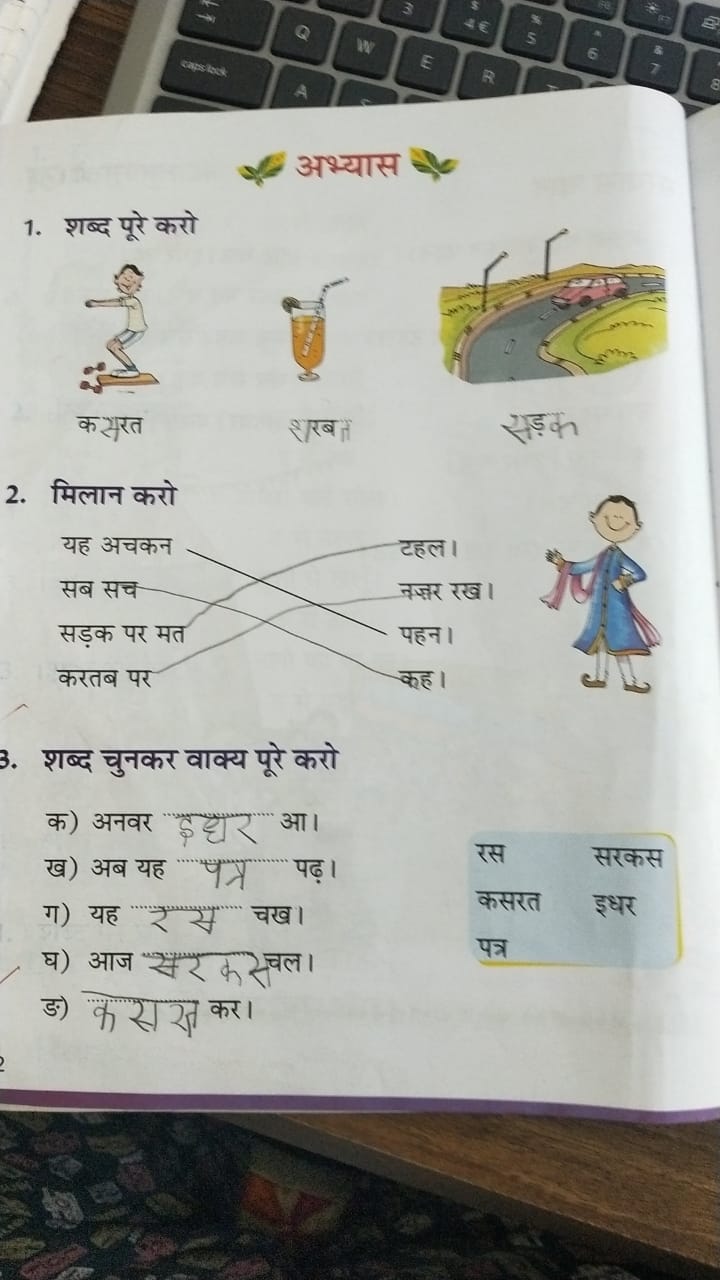 caps lock
Q
W
E
R
A
3
$
4 €
%
5
^
6
&
7
8
अभ्यास
1. शब्द पूरे करो
कसरत शरबत सड़क
2. मिलान करो
यह अचकन टहल।
सब सच नज़र रख।
सड़क पर मत पहन।
करतब पर कह।
3. शब्द चुनकर वाक्य पूरे करो
क) अनवर इधर आ।
ख) अब यह पत्र पढ़।
ग) यह रस चख।
घ) आज सरकस चल।
ङ) कसरत कर।
रस सरकस
कसरत इधर
पत्र
2